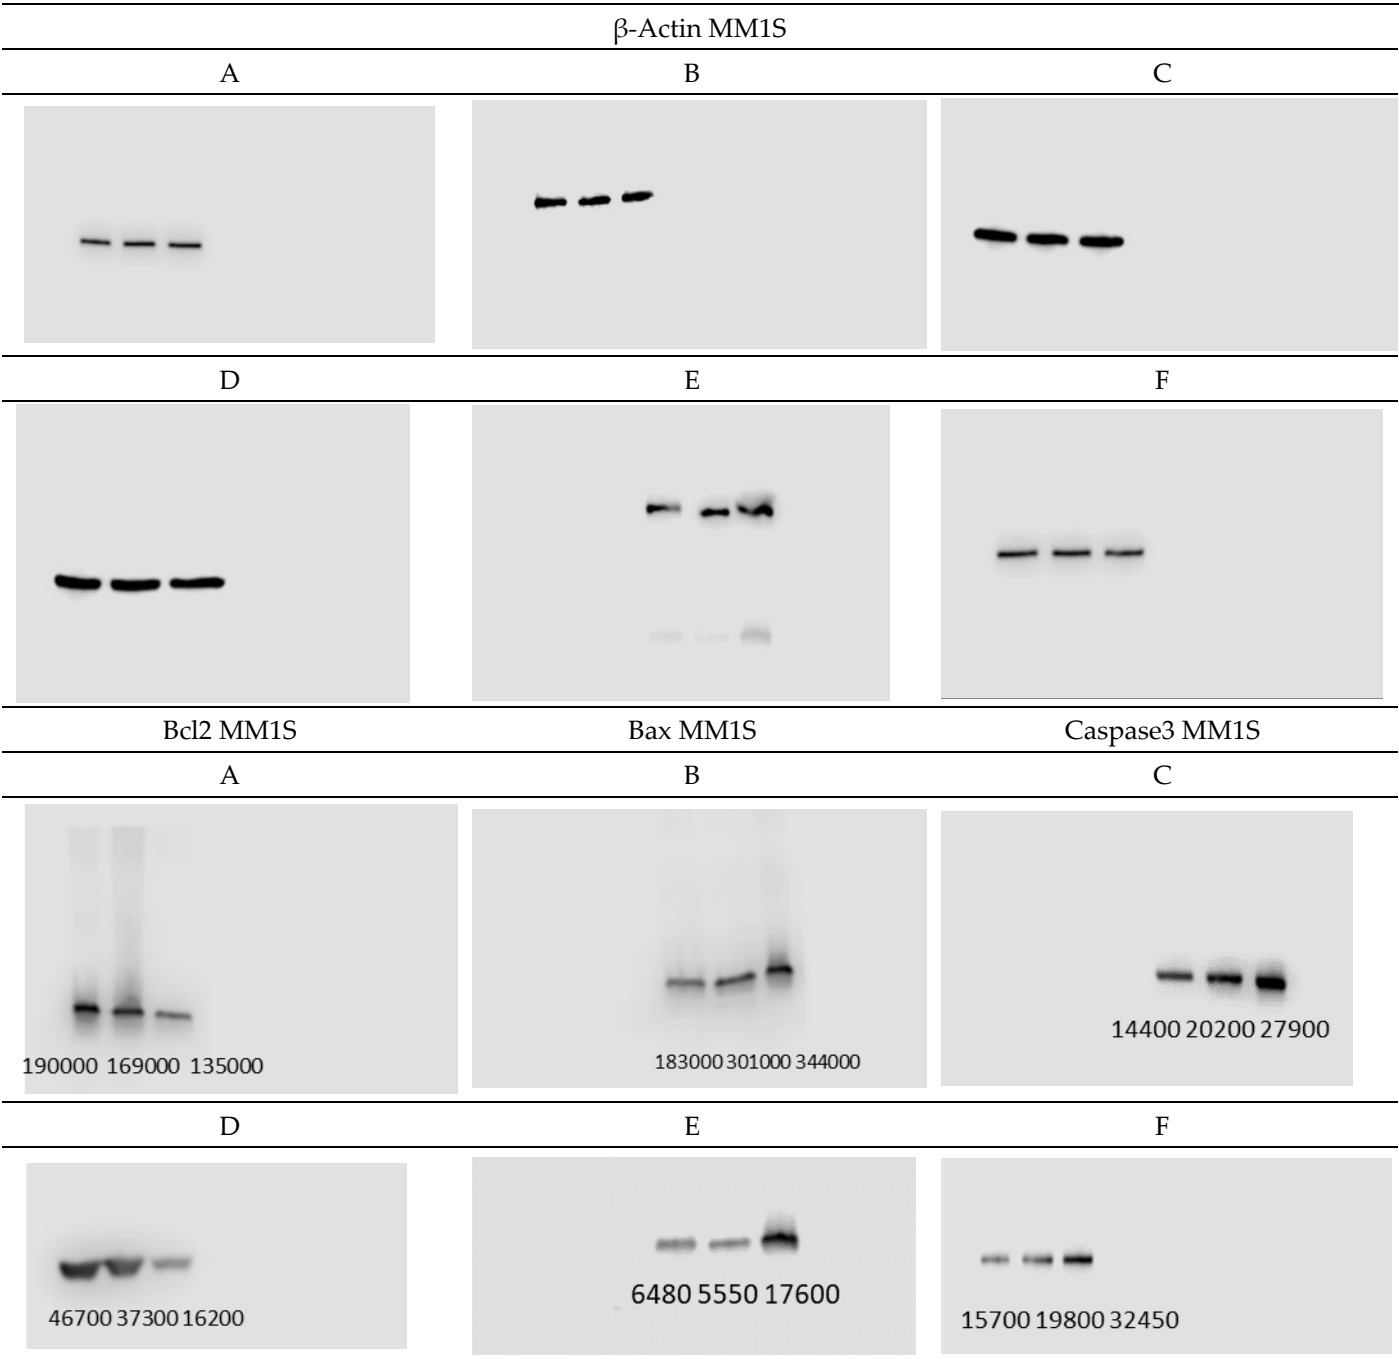 β-Actin MM1S
A B C
D E F
Bcl2 MM1S Bax MM1S Caspase3 MM1S
A B C
190000 169000 135000 183000 301000 344000 14400 20200 27900
D E F
46700 37300 16200 6480 5550 17600 15700 19800 32450